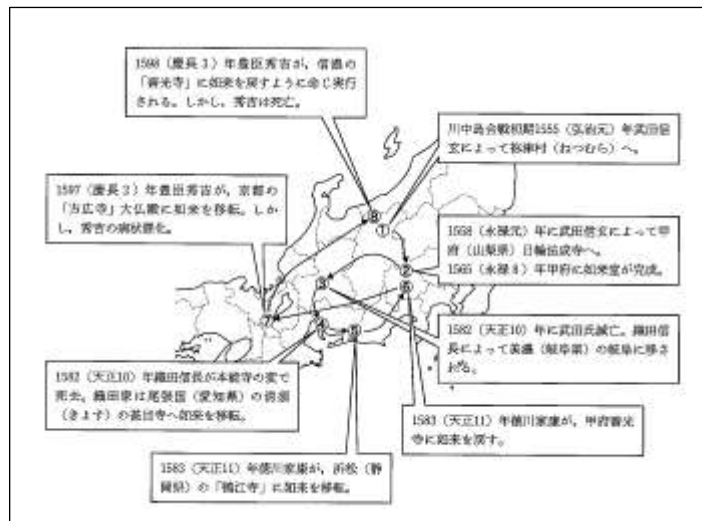 1598（慶長3）年豊臣秀吉が，信濃の
「善光寺」に如来を戻すように命じ実行
される。しかし，秀吉は死亡。
川中島合戦初期1555（弘治元）年武田信
玄によって祢津村（ねつむら）へ。
1597（慶長2）年豊臣秀吉が，京都の
「方広寺」大仏殿に如来を移転。しか
し，秀吉の病状悪化。
1558（永禄元）年に武田信玄によって甲
府（山梨県）日輪法成寺へ。
1565（永禄8）年甲府に如来堂が完成。
1582（天正10）年に武田氏滅亡。織田信
長によって美濃（岐阜県）の岐阜に移さ
れる。
1582（天正10）年織田信長が本能寺の変で
死去。織田家は尾張国（愛知県）の清須
（きよす）の甚目寺へ如来を移転。
1583（天正11）年徳川家康が，甲府善光
寺に如来を戻す。
1583（天正11）年徳川家康が，浜松（静
岡県）の「鴨江寺」に如来を移転。
⑧
①
②
③
⑥
⑦
④
⑤